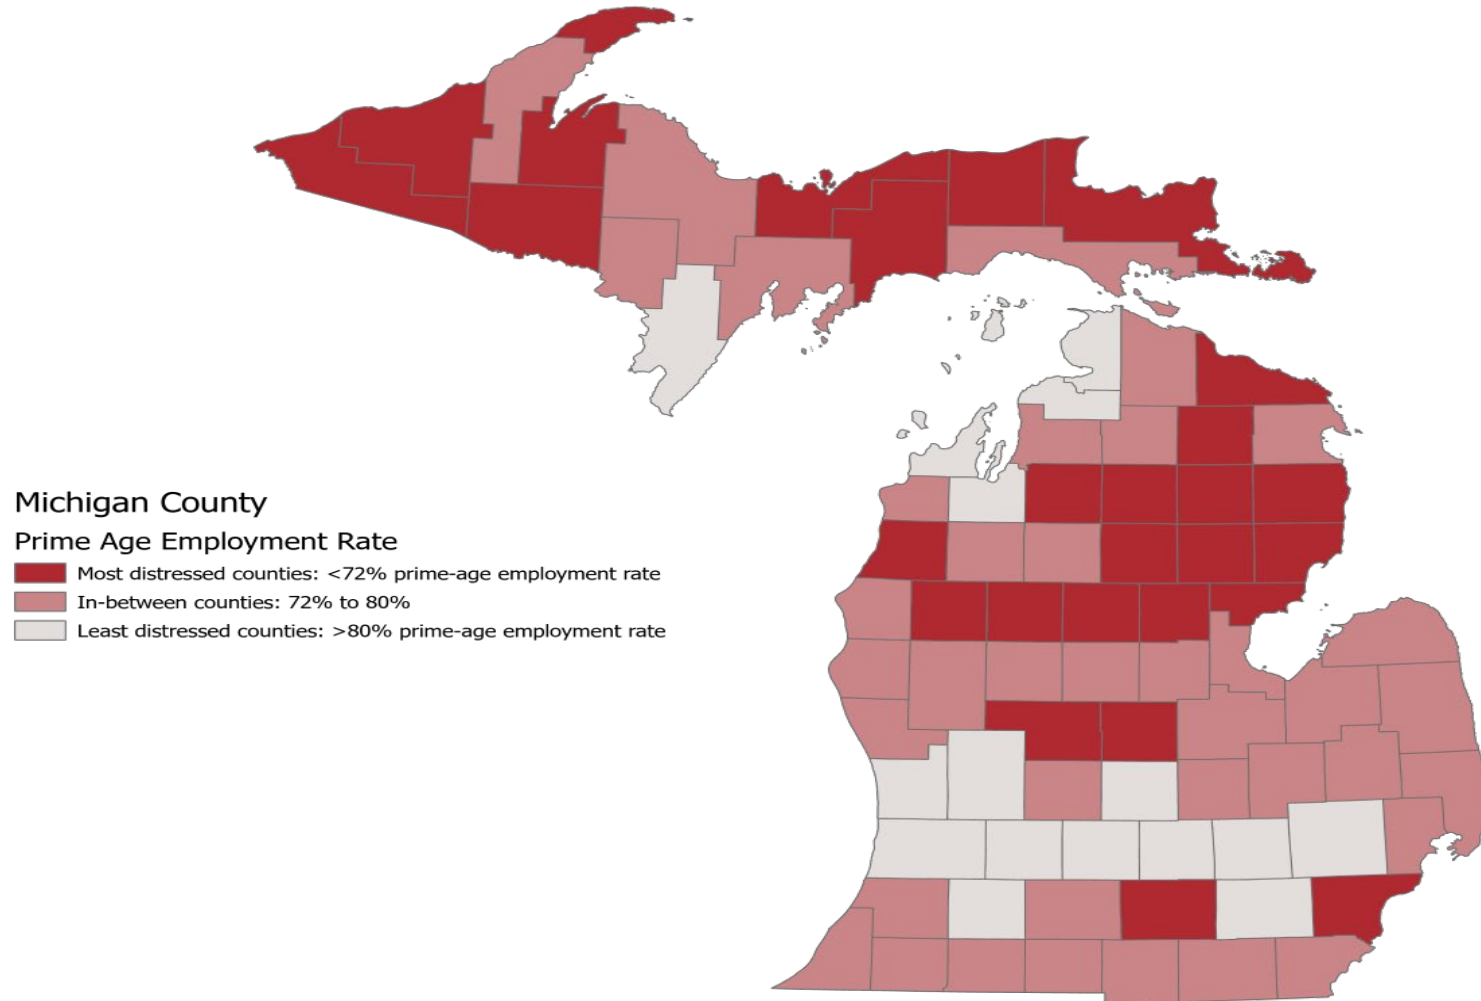 Michigan County
Prime Age Employment Rate
Most distressed counties: <72% prime-age employment rate
In-between counties: 72% to 80%
Least distressed counties: >80% prime-age employment rate